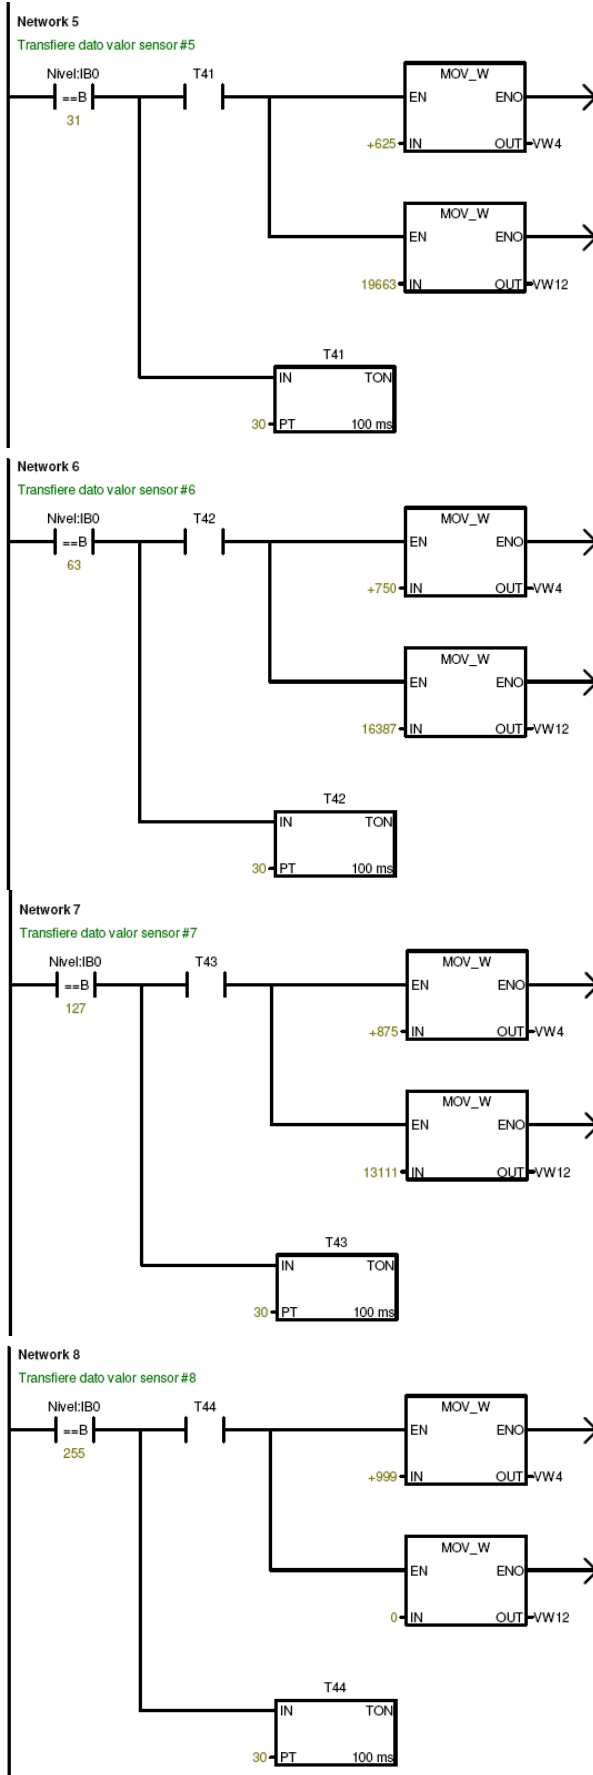 Network 5
Transfiere dato valor sensor #5
Nivel:IB0 T41 MOV_W
==B EN ENO
31
+625 IN OUT VW4
MOV_W
EN ENO
19663 IN OUT VW12
T41
IN TON
30 PT 100 ms
Network 6
Transfiere dato valor sensor #6
Nivel:IB0 T42 MOV_W
==B EN ENO
63
+750 IN OUT VW4
MOV_W
EN ENO
16387 IN OUT VW12
T42
IN TON
30 PT 100 ms
Network 7
Transfiere dato valor sensor #7
Nivel:IB0 T43 MOV_W
==B EN ENO
127
+875 IN OUT VW4
MOV_W
EN ENO
13111 IN OUT VW12
T43
IN TON
30 PT 100 ms
Network 8
Transfiere dato valor sensor #8
Nivel:IB0 T44 MOV_W
==B EN ENO
255
+999 IN OUT VW4
MOV_W
EN ENO
0 IN OUT VW12
T44
IN TON
30 PT 100 ms